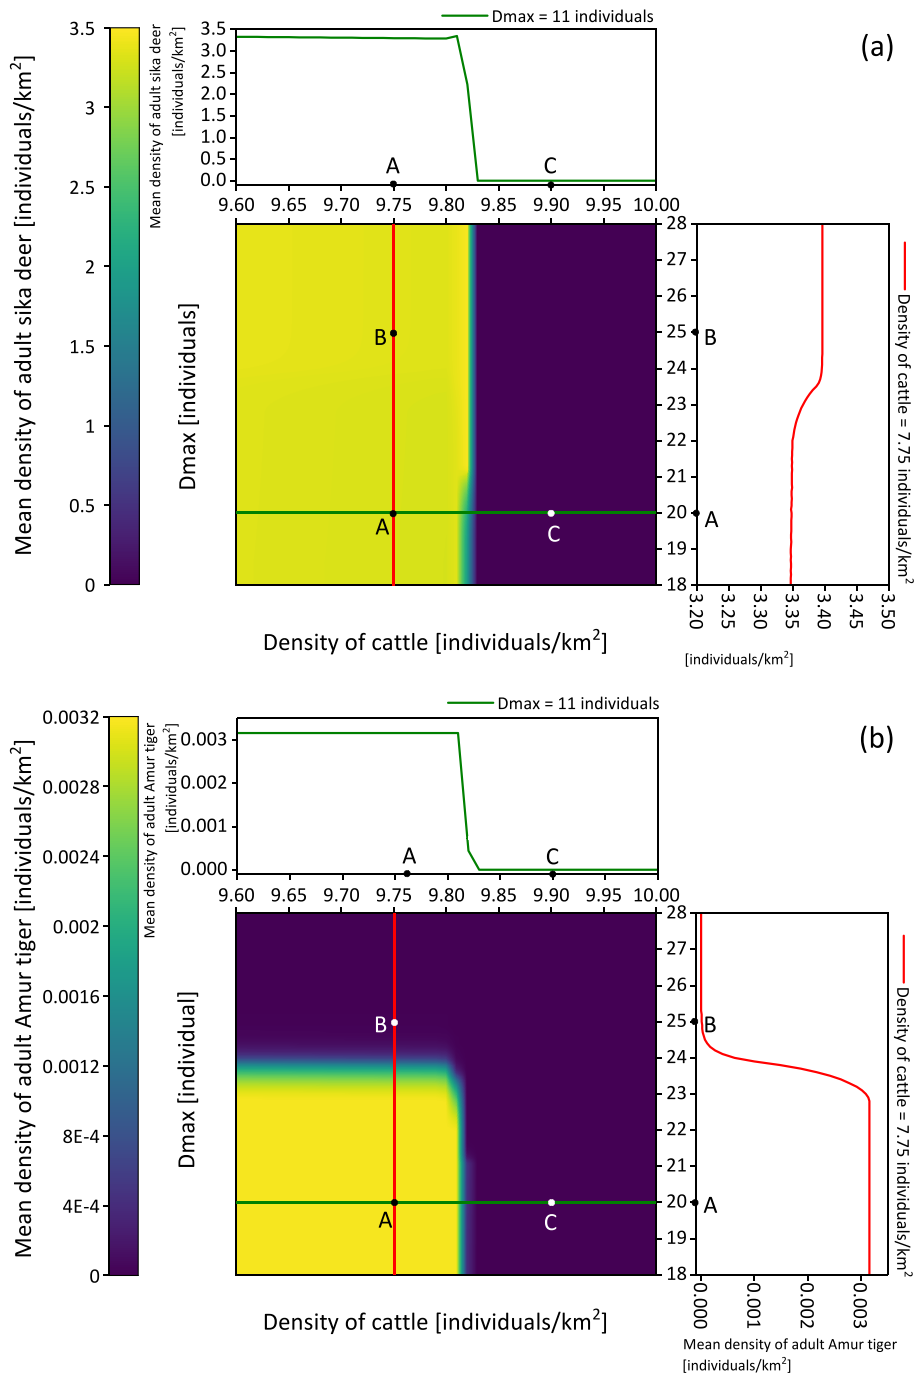 Dmax = 11 individuals
(a)
Mean density of adult sika deer [individuals/km²]
3.5
3
2.5
2
1.5
1
0.5
0
Mean density of adult sika deer
[individuals/km²]
3.5
3.0
2.5
2.0
1.5
1.0
0.5
0.0
A
C
9.60
9.65
9.70
9.75
9.80
9.85
9.90
9.95
10.00
Dmax [individuals]
B
A
C
28
27
26
25
24
23
22
21
20
19
18
B
A
Density of cattle = 7.75 individuals/km²
3.20
3.25
3.30
3.35
3.40
3.45
3.50
[individuals/km²]
Density of cattle [individuals/km²]
Dmax = 11 individuals
(b)
Mean density of adult Amur tiger [individuals/km²]
0.0032
0.0028
0.0024
0.002
0.0016
0.0012
8E-4
4E-4
0
Mean density of adult Amur tiger
[individuals/km²]
0.003
0.002
0.001
0.000
A
C
9.60
9.65
9.70
9.75
9.80
9.85
9.90
9.95
10.00
Dmax [individual]
B
A
C
28
27
26
25
24
23
22
21
20
19
18
B
A
Density of cattle = 7.75 individuals/km²
0.000
0.001
0.002
0.003
Density of cattle [individuals/km²]
Mean density of adult Amur tiger
[individuals/km²]